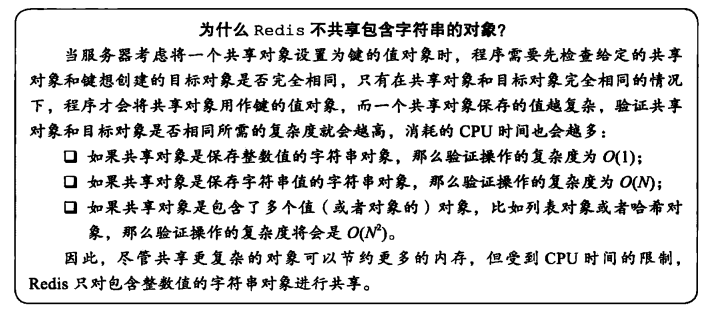 为什么 Redis 不共享包含字符串的对象?
当服务器考虑将一个共享对象设置为键的值对象时，程序需要先检查给定的共享
对象和键想创建的目标对象是否完全相同，只有在共享对象和目标对象完全相同的情况
下，程序才会将共享对象用作键的值对象，而一个共享对象保存的值越复杂，验证共享
对象和目标对象是否相同所需的复杂度就会越高，消耗的 CPU 时间也会越多：
❑ 如果共享对象是保存整数值的字符串对象，那么验证操作的复杂度为 O(1)；
❑ 如果共享对象是保存字符串值的字符串对象，那么验证操作的复杂度为 O(N)；
❑ 如果共享对象是包含了多个值（或者对象的）对象，比如列表对象或者哈希对
象，那么验证操作的复杂度将会是 O(N²)。
因此，尽管共享更复杂的对象可以节约更多的内存，但受到 CPU 时间的限制，
Redis 只对包含整数值的字符串对象进行共享。